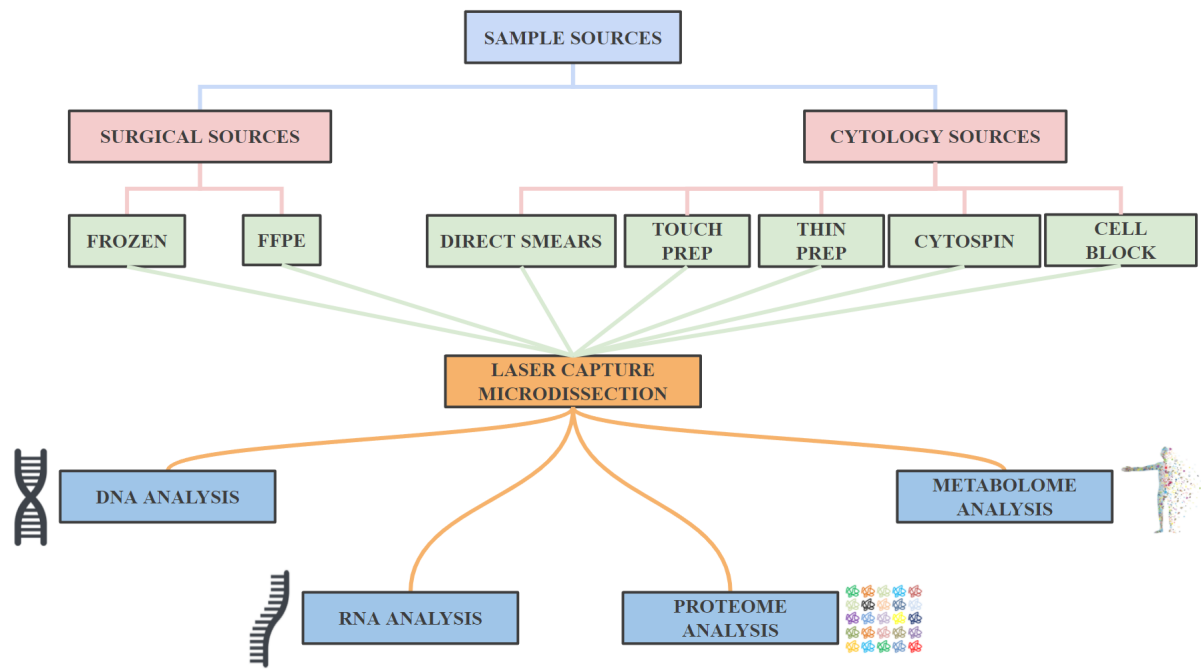 SAMPLE SOURCES
SURGICAL SOURCES
CYTOLOGY SOURCES
FROZEN
FFPE
DIRECT SMEARS
TOUCH
PREP
THIN
PREP
CYTOSPIN
CELL
BLOCK
LASER CAPTURE
MICRODISSECTION
DNA ANALYSIS
METABOLOME
ANALYSIS
RNA ANALYSIS
PROTEOME
ANALYSIS